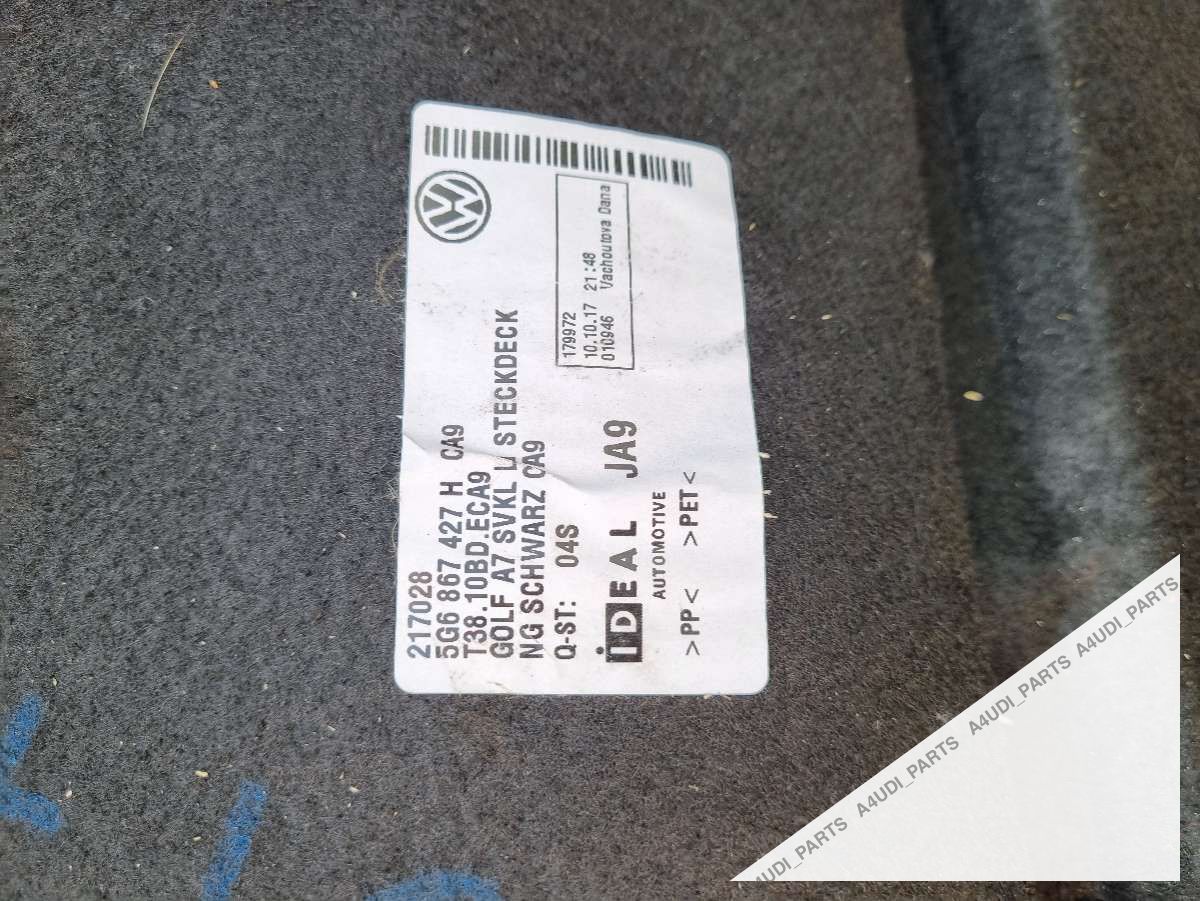 217028
5G6 867 427 H CA9
T38.10BD.ECA9
GOLF A7 SVKL LI STECKDECK
NG SCHWARZ CA9
Q-ST: 04S
179972
10.10.17 21:48
010946 Vachoutova Dana
iDEAL JA9
AUTOMOTIVE
>PP< >PET<
A4UDI_PARTS A4UDI_PARTS A4UDI_PARTS A4UDI_PARTS